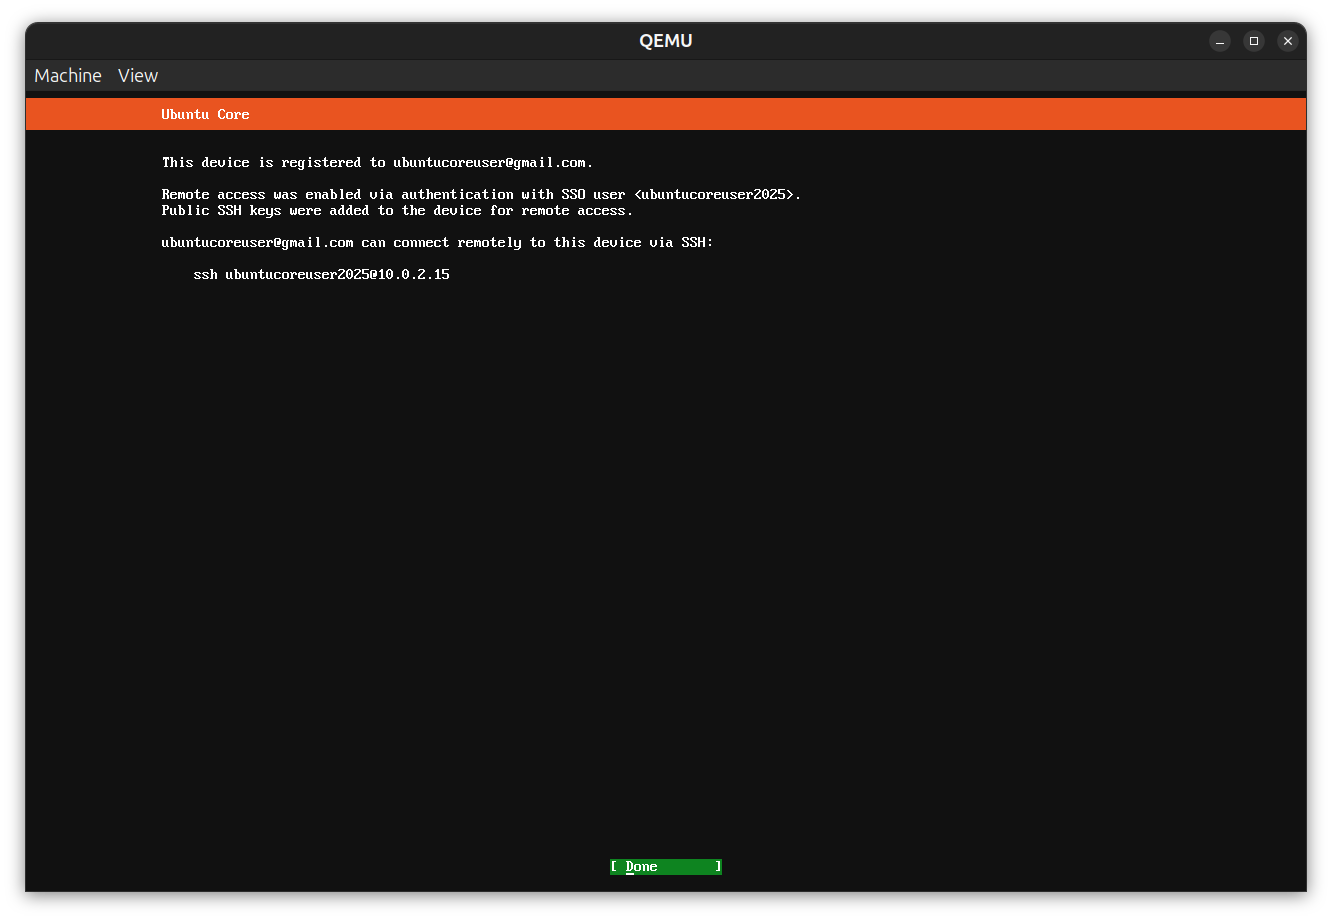 QEMU
Machine View
Ubuntu Core
This device is registered to ubuntucoreuser@gmail.com.
Remote access was enabled via authentication with SSO user <ubuntucoreuser2025>.
Public SSH keys were added to the device for remote access.
ubuntucoreuser@gmail.com can connect remotely to this device via SSH:
ssh ubuntucoreuser2025@10.0.2.15
[ Done ]